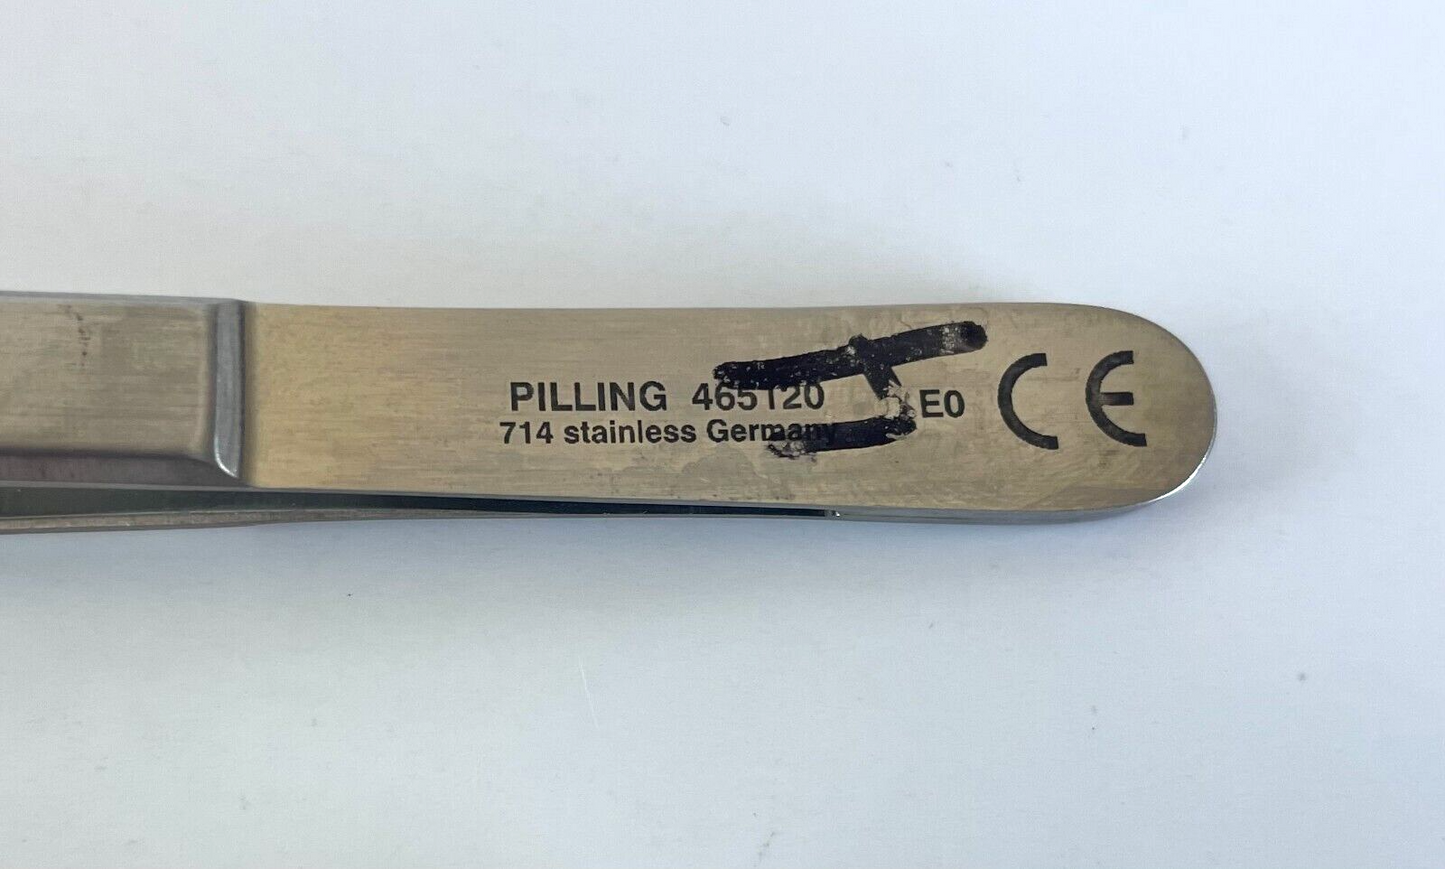 PILLING 465120
714 stainless Germany
E0
CE